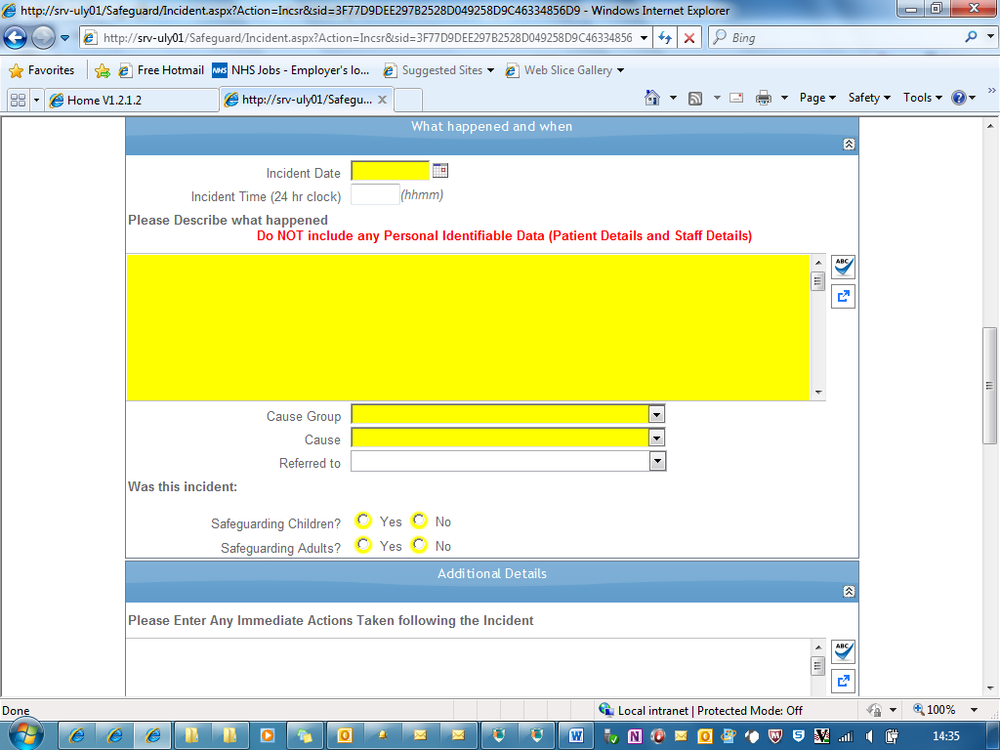 http://srv-uly01/Safeguard/Incident.aspx?Action=Incsr&sid=3F77D9DEE297B2528D049258D9C46334856D9 - Windows Internet Explorer
http://srv-uly01/Safeguard/Incident.aspx?Action=Incsr&sid=3F77D9DEE297B2528D049258D9C46334856
Bing
Favorites
Free Hotmail
NHS
NHS Jobs - Employer's lo...
Suggested Sites
Web Slice Gallery
Home V1.2.1.2
http://srv-uly01/Safegu...
Page
Safety
Tools
What happened and when
Incident Date
Incident Time (24 hr clock)
(hhmm)
Please Describe what happened
Do NOT include any Personal Identifiable Data (Patient Details and Staff Details)
ABC
Cause Group
Cause
Referred to
Was this incident:
Safeguarding Children? Yes No
Safeguarding Adults? Yes No
Additional Details
Please Enter Any Immediate Actions Taken following the Incident
ABC
Done
Local intranet | Protected Mode: Off
100%
14:35